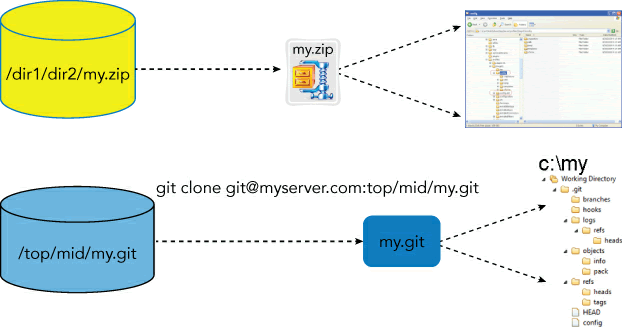 /dir1/dir2/my.zip
my.zip
git clone git@myserver.com:top/mid/my.git
/top/mid/my.git
my.git
c:\my
Working Directory
.git
branches
hooks
logs
refs
heads
objects
info
pack
refs
heads
tags
HEAD
config